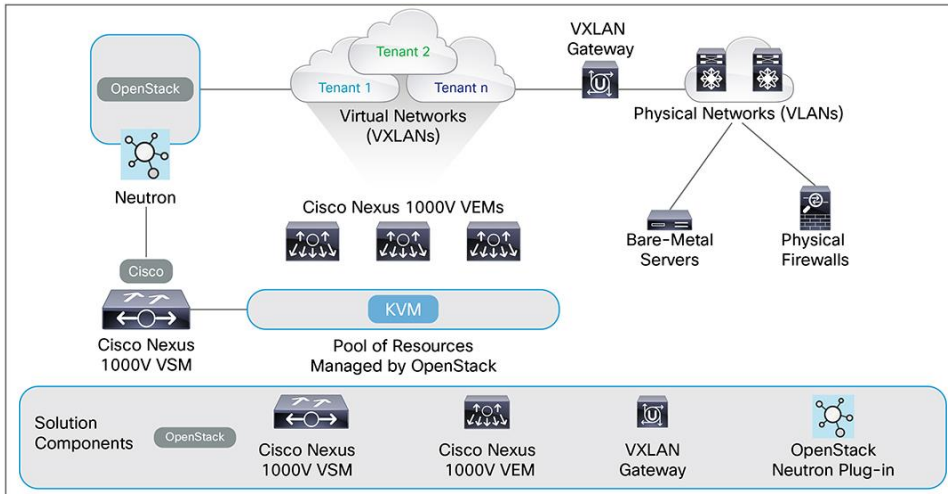 VXLAN
Gateway
Tenant 2
OpenStack
Tenant 1
Tenant n
Virtual Networks
(VXLANs)
Physical Networks (VLANs)
Neutron
Cisco Nexus 1000V VEMs
Bare-Metal
Servers
Physical
Firewalls
Cisco
KVM
Cisco Nexus
1000V VSM
Pool of Resources
Managed by OpenStack
Solution
Components
OpenStack
Cisco Nexus
1000V VSM
Cisco Nexus
1000V VEM
VXLAN
Gateway
OpenStack
Neutron Plug-in